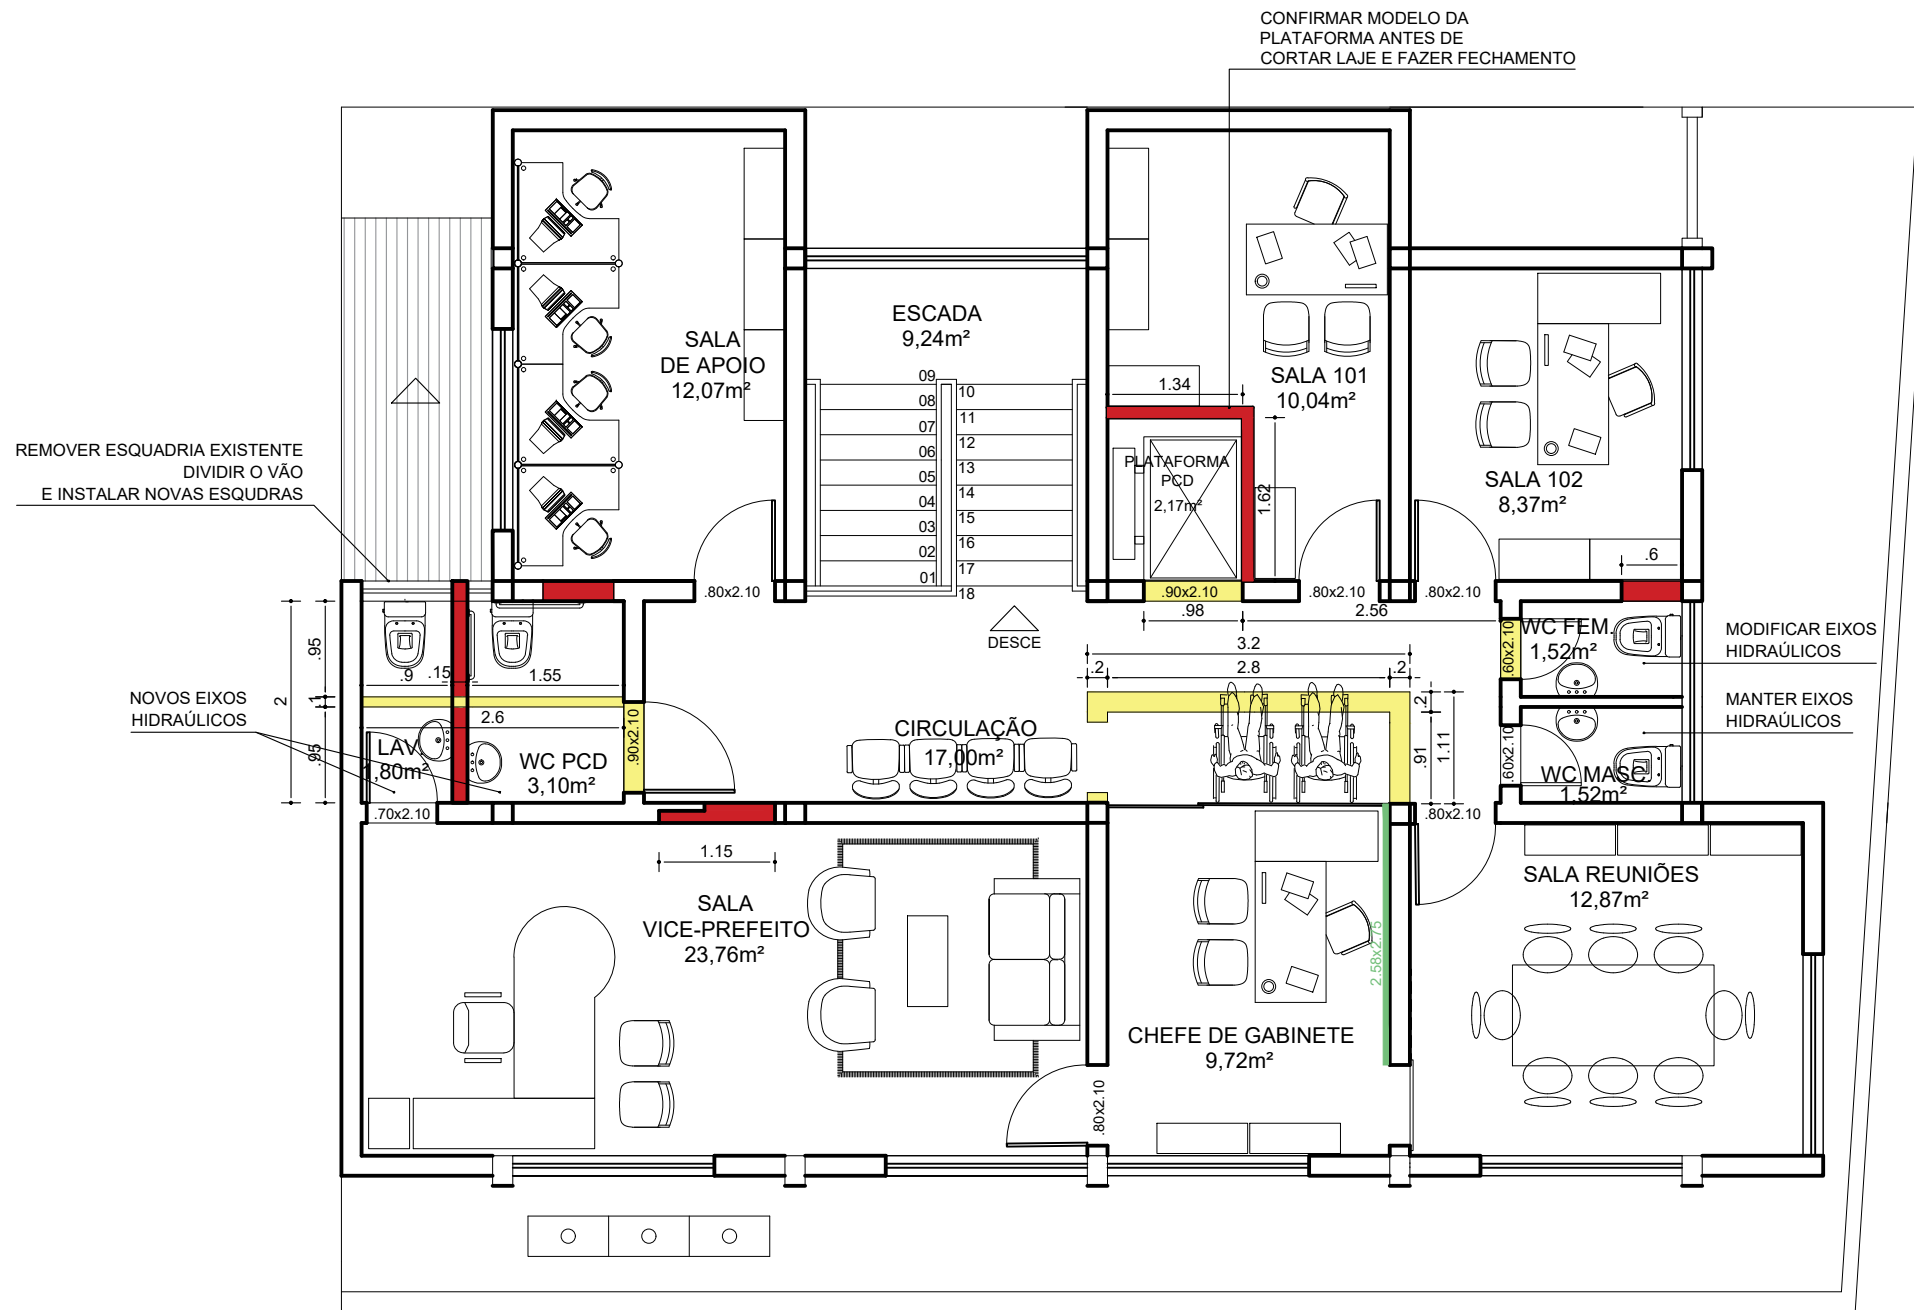 CONFIRMAR MODELO DA
PLATAFORMA ANTES DE
CORTAR LAJE E FAZER FECHAMENTO
ESCADA
9,24m²
SALA
DE APOIO
12,07m²
09
08
07
06
05
04
03
02
01
10
11
12
13
14
15
16
17
18
1.34
SALA 101
10,04m²
PLATAFORMA
PCD
2,17m²
1.62
SALA 102
8,37m²
.6
REMOVER ESQUADRIA EXISTENTE
DIVIDIR O VÃO
E INSTALAR NOVAS ESQUDRAS
.80x2.10
.90x2.10
.80x2.10
.80x2.10
.98
2.56
DESCE
3.2
.2
2.8
.2
WC FEM.
1,52m²
.60x2.10
MODIFICAR EIXOS
HIDRAÚLICOS
MANTER EIXOS
HIDRAÚLICOS
.95
2
1
.95
.9
.15
1.55
2.6
NOVOS EIXOS
HIDRAÚLICOS
LAV.
1,80m²
WC PCD
3,10m²
.90x2.10
CIRCULAÇÃO
17,00m²
.2
.91
1.11
.60x2.10
WC MASC.
1,52m²
.70x2.10
.80x2.10
1.15
SALA
VICE-PREFEITO
23,76m²
2.58x2.75
SALA REUNIÕES
12,87m²
CHEFE DE GABINETE
9,72m²
.80x2.10